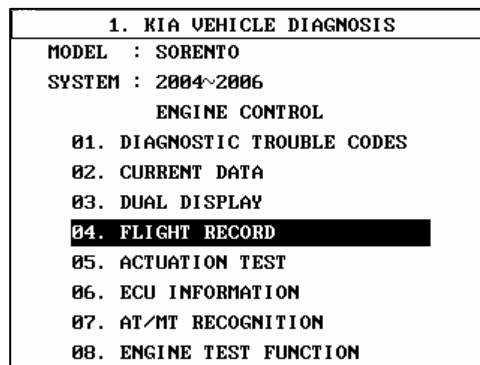 1. KIA VEHICLE DIAGNOSIS
MODEL : SORENTO
SYSTEM : 2004~2006
ENGINE CONTROL
01. DIAGNOSTIC TROUBLE CODES
02. CURRENT DATA
03. DUAL DISPLAY
04. FLIGHT RECORD
05. ACTUATION TEST
06. ECU INFORMATION
07. AT/MT RECOGNITION
08. ENGINE TEST FUNCTION